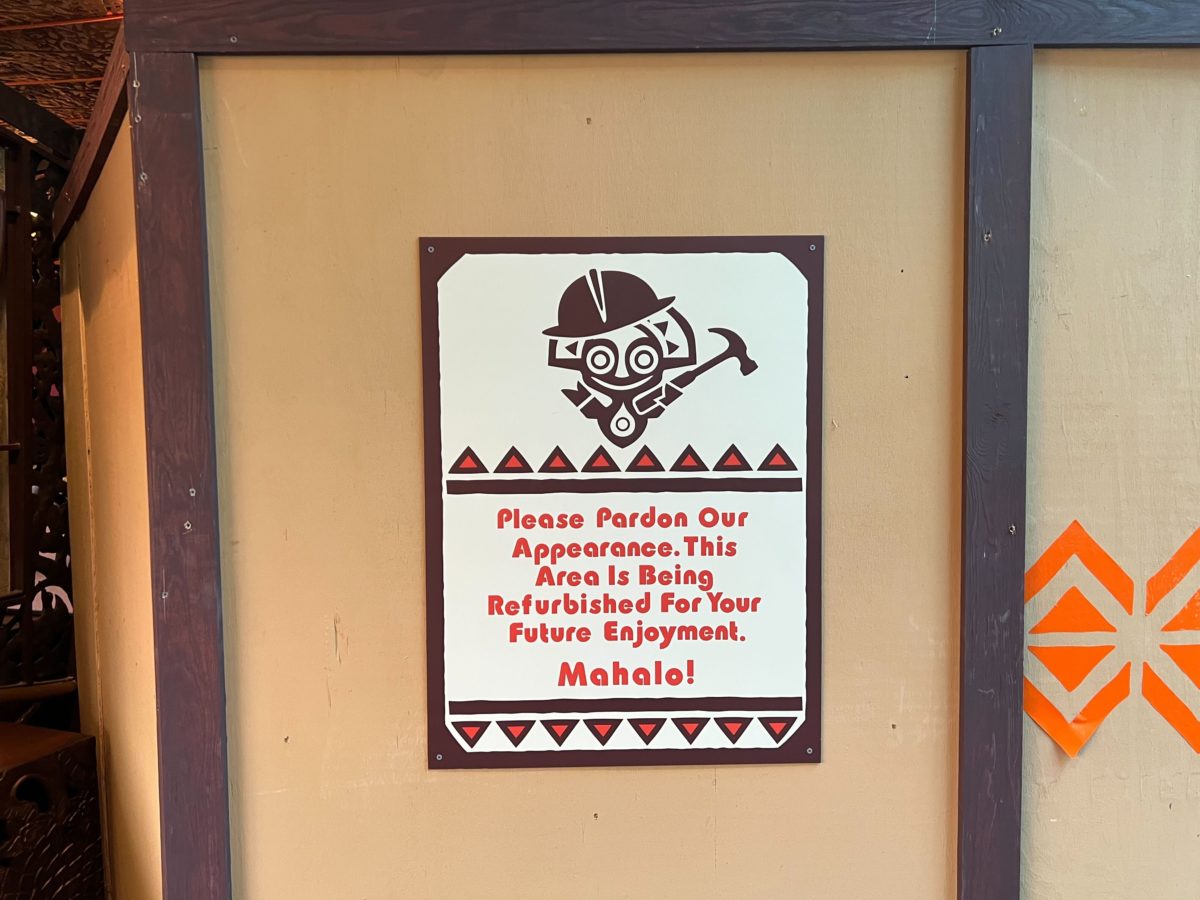 Please Pardon Our
Appearance. This
Area Is Being
Refurbished For Your
Future Enjoyment.
Mahalo!